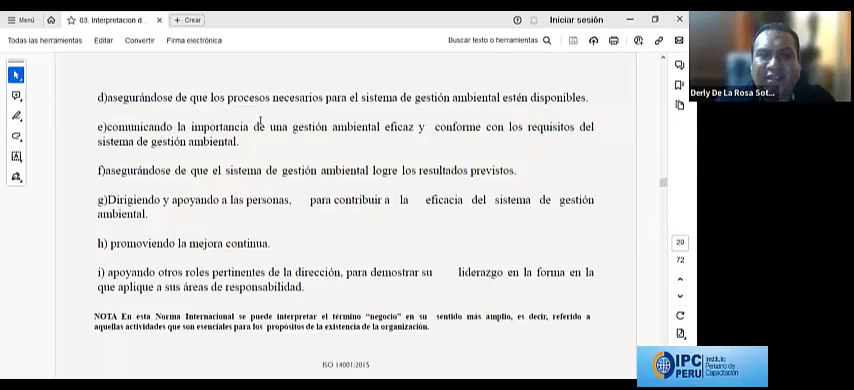 Menú
03. Interpretacion d...
+ Crear
Iniciar sesión
Todas las herramientas
Editar
Convertir
Firma electrónica
Buscar texto o herramientas
d)asegurándose de que los procesos necesarios para el sistema de gestión ambiental estén disponibles.
e)comunicando la importancia de una gestión ambiental eficaz y conforme con los requisitos del
sistema de gestión ambiental.
f)asegurándose de que el sistema de gestión ambiental logre los resultados previstos.
g)Dirigiendo y apoyando a las personas, para contribuir a la eficacia del sistema de gestión
ambiental.
h) promoviendo la mejora continua.
i) apoyando otros roles pertinentes de la dirección, para demostrar su liderazgo en la forma en la
que aplique a sus áreas de responsabilidad.
NOTA En esta Norma Internacional se puede interpretar el término “negocio” en su sentido más amplio, es decir, referido a
aquellas actividades que son esenciales para los propósitos de la existencia de la organización.
ISO 14001:2015
29
72
Derly De La Rosa Sot...
IPC
PERU
Instituto
Peruano de
Capacitación